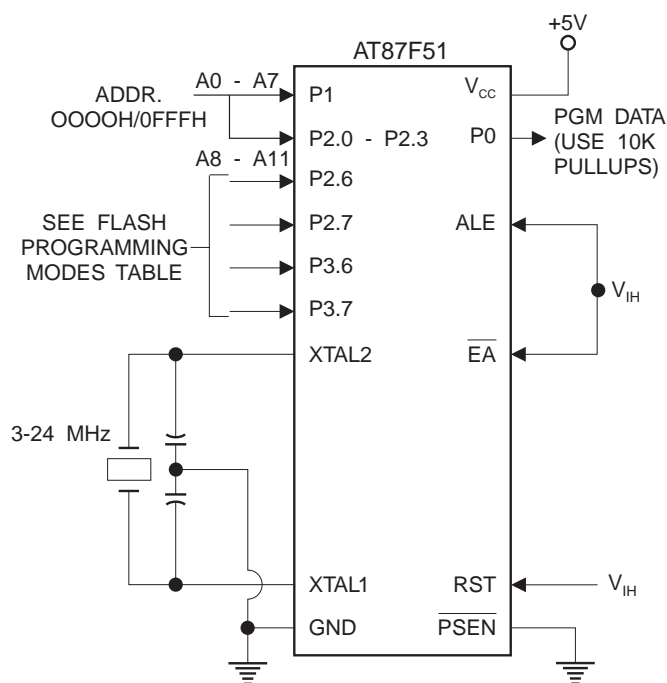 AT87F51
+5V
A0 - A7
ADDR.
OOOOH/0FFFH
P1
VCC
P2.0 - P2.3
P0
PGM DATA
(USE 10K
PULLUPS)
A8 - A11
P2.6
SEE FLASH
PROGRAMMING
MODES TABLE
P2.7
ALE
P3.6
P3.7
VIH
XTAL2
EA
3-24 MHz
XTAL1
RST
VIH
GND
PSEN